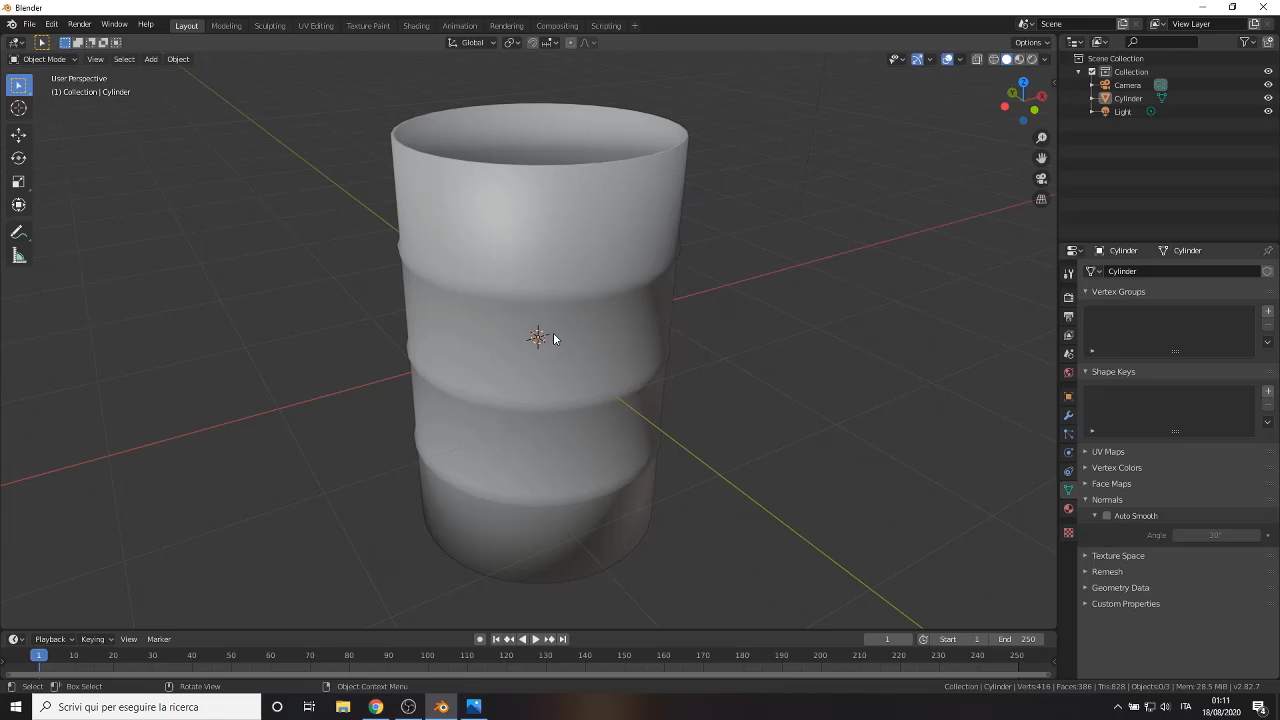 Blender
File Edit Render Window Help Layout Modeling Sculpting UV Editing Texture Paint Shading Animation Rendering Compositing Scripting + Scene View Layer
Global Options
Object Mode View Select Add Object
User Perspective
(1) Collection | Cylinder
Z
Y
X
Scene Collection
Collection
Camera
Cylinder
Light
Cylinder Cylinder
Cylinder
Vertex Groups
Shape Keys
UV Maps
Vertex Colors
Face Maps
Normals
Auto Smooth
Angle 30°
Texture Space
Remesh
Geometry Data
Custom Properties
Playback Keying View Marker 1 Start 1 End 250
1 10 20 30 40 50 60 70 80 90 100 110 120 130 140 150 160 170 180 190 200 210 220 230 240 250
Select Box Select Rotate View Object Context Menu Collection | Cylinder | Verts:416 | Faces:386 | Tris:828 | Objects:0/3 | Mem: 28.5 MiB | v2.82.7
Scrivi qui per eseguire la ricerca ITA 01:11
18/08/2020